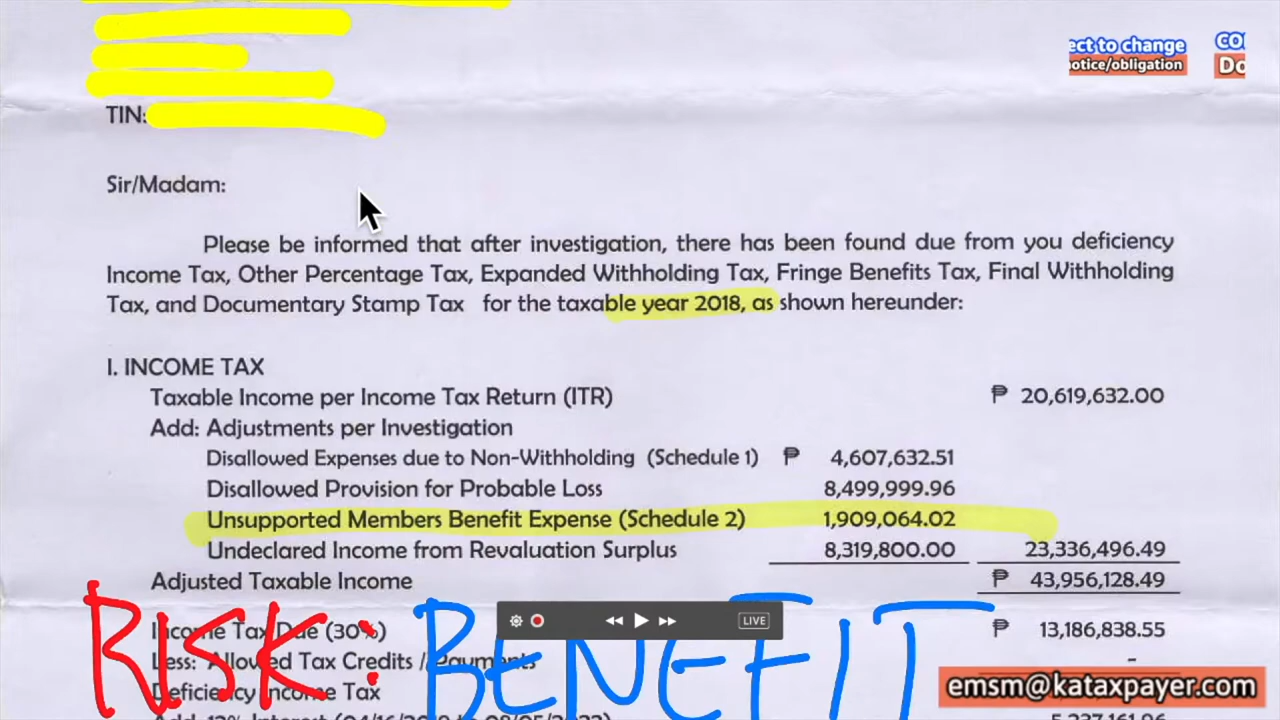 ect to change CO
otice/obligation Do
TIN:
Sir/Madam:
Please be informed that after investigation, there has been found due from you deficiency
Income Tax, Other Percentage Tax, Expanded Withholding Tax, Fringe Benefits Tax, Final Withholding
Tax, and Documentary Stamp Tax for the taxable year 2018, as shown hereunder:
I. INCOME TAX
Taxable Income per Income Tax Return (ITR) ₱ 20,619,632.00
Add: Adjustments per Investigation
Disallowed Expenses due to Non-Withholding (Schedule 1) ₱ 4,607,632.51
Disallowed Provision for Probable Loss 8,499,999.96
Unsupported Members Benefit Expense (Schedule 2) 1,909,064.02
Undeclared Income from Revaluation Surplus 8,319,800.00 23,336,496.49
Adjusted Taxable Income ₱ 43,956,128.49
RISK: BENEFIT
LIVE
Income Tax Due (30%) ₱ 13,186,838.55
Less: Allowed Tax Credits / Payments -
Deficiency Income Tax
emsm@kataxpayer.com
Add: 12% Interest